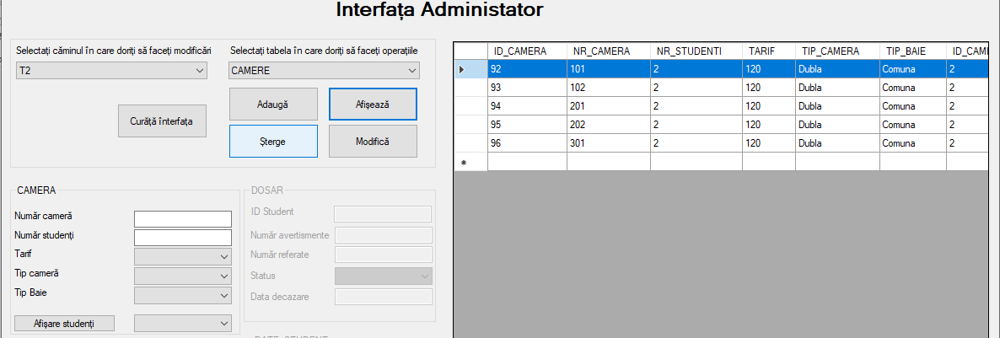 Interfața Administator
Selectați căminul în care doriți să faceți modificări
T2
Selectați tabela în care doriți să faceți operațiile
CAMERE
Curăță interfața
Adaugă
Afișează
Șterge
Modifică
CAMERA
Număr cameră
Număr studenți
Tarif
Tip cameră
Tip Baie
Afișare studenți
DOSAR
ID Student
Număr avertismente
Număr referate
Status
Data decazare
DATE_STUDENT
ID_CAMERA NR_CAMERA NR_STUDENTI TARIF TIP_CAMERA TIP_BAIE ID_CAMI
92 101 2 120 Dubla Comuna 2
93 102 2 120 Dubla Comuna 2
94 201 2 120 Dubla Comuna 2
95 202 2 120 Dubla Comuna 2
96 301 2 120 Dubla Comuna 2